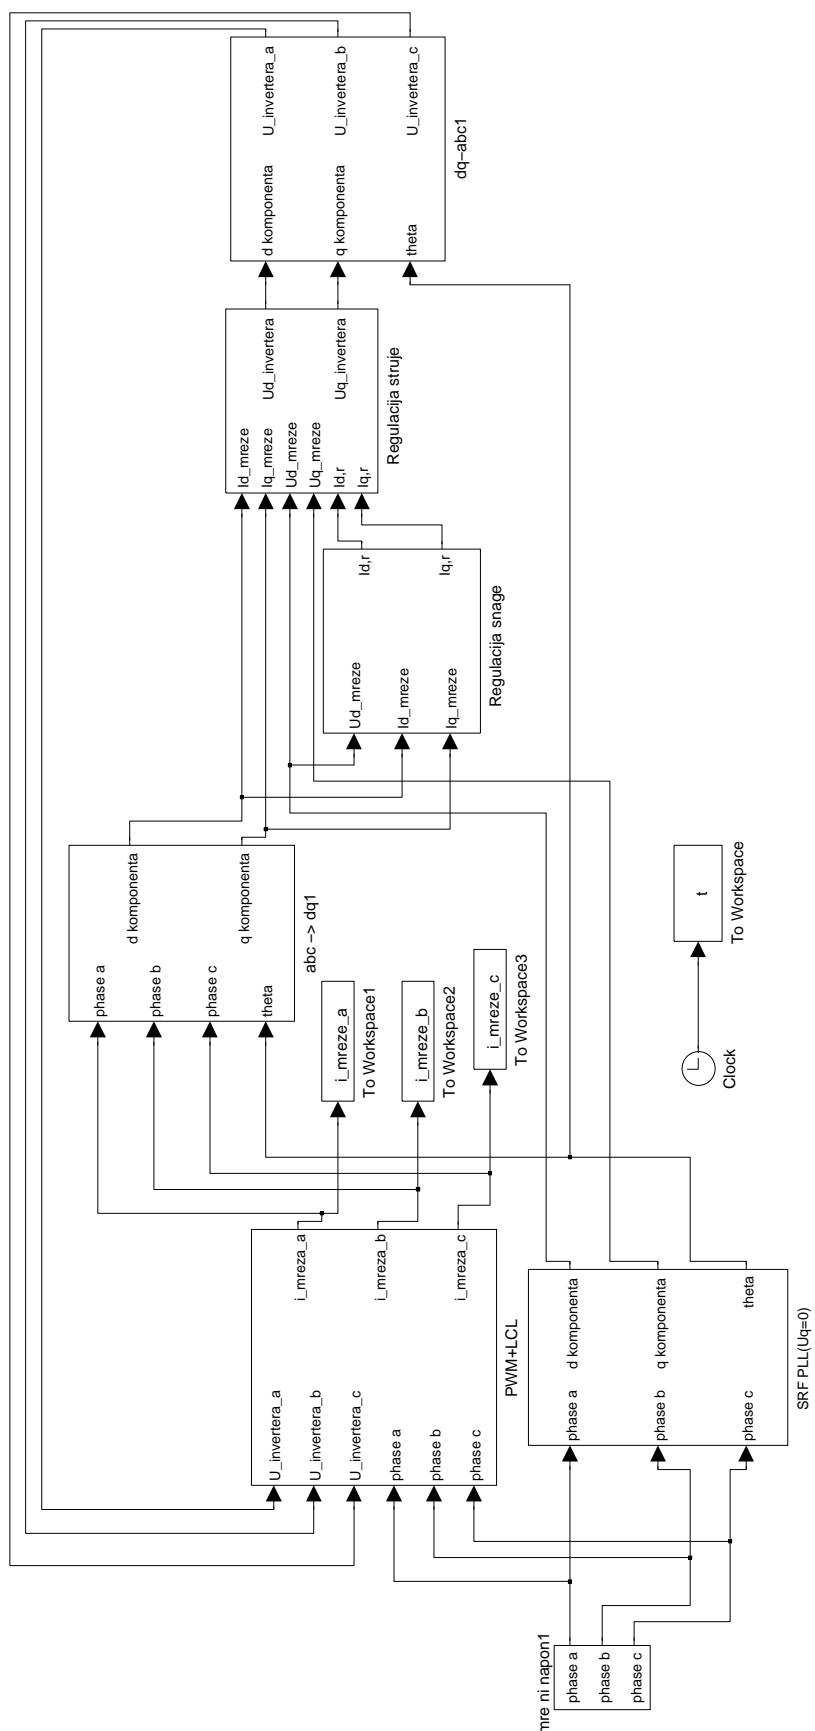 mre ni napon1
phase a
phase b
phase c
U_invertera_a
U_invertera_b
U_invertera_c
phase a
phase b
phase c
i_mreza_a
i_mreza_b
i_mreza_c
PWM+LCL
phase a
phase b
phase c
d komponenta
q komponenta
theta
SRF PLL(Uq=0)
phase a
phase b
phase c
theta
d komponenta
q komponenta
abc −> dq1
i_mreze_a
To Workspace1
i_mreze_b
To Workspace2
i_mreze_c
To Workspace3
Clock
t
To Workspace
Ud_mreze
Id_mreze
Iq_mreze
Id,r
Iq,r
Regulacija snage
Id_mreze
Iq_mreze
Ud_mreze
Uq_mreze
Id,r
Iq,r
Ud_invertera
Uq_invertera
Regulacija struje
d komponenta
q komponenta
theta
U_invertera_a
U_invertera_b
U_invertera_c
dq−abc1